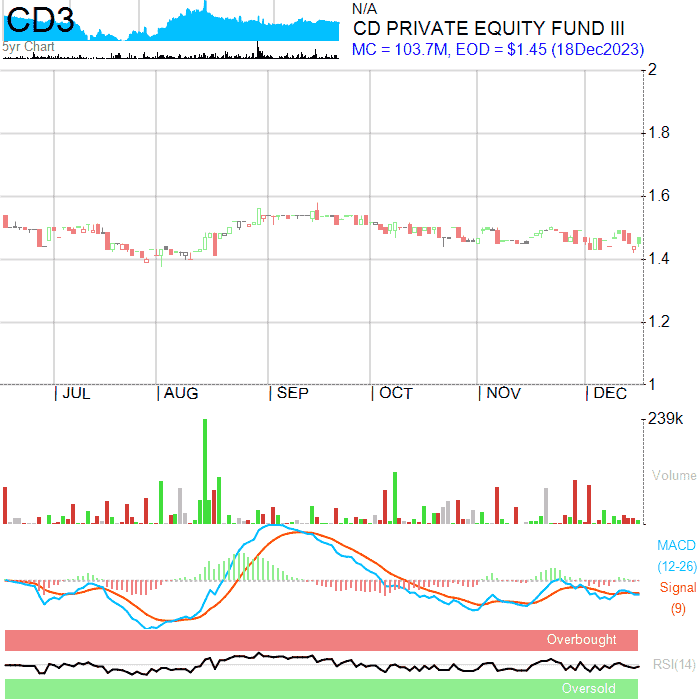 CD3
5yr Chart
N/A
CD PRIVATE EQUITY FUND III
MC = 103.7M, EOD = $1.45 (18Dec2023)
2
1.8
1.6
1.4
1.2
1
JUL AUG SEP OCT NOV DEC
239k
Volume
MACD
(12-26)
Signal
(9)
Overbought
RSI(14)
Oversold